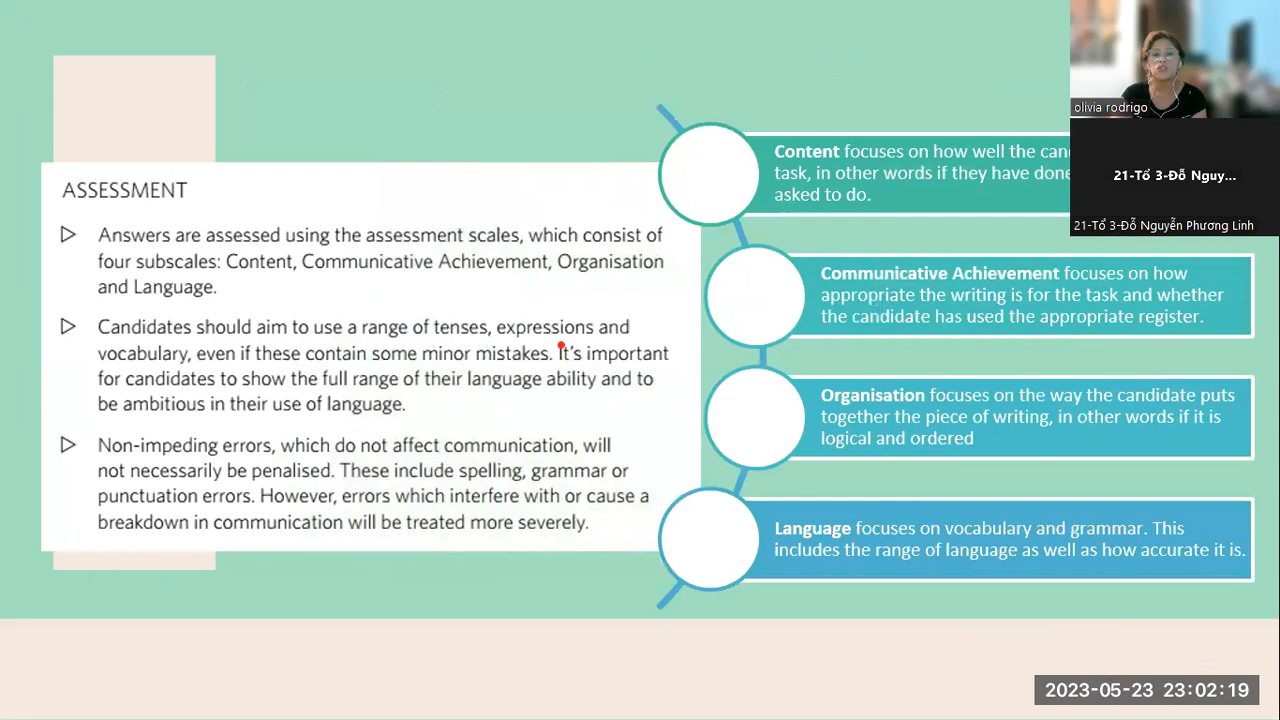 ASSESSMENT
Answers are assessed using the assessment scales, which consist of
four subscales: Content, Communicative Achievement, Organisation
and Language.
Candidates should aim to use a range of tenses, expressions and
vocabulary, even if these contain some minor mistakes. It's important
for candidates to show the full range of their language ability and to
be ambitious in their use of language.
Non-impeding errors, which do not affect communication, will
not necessarily be penalised. These include spelling, grammar or
punctuation errors. However, errors which interfere with or cause a
breakdown in communication will be treated more severely.
Content focuses on how well the
task, in other words if they have done
asked to do.
Communicative Achievement focuses on how
appropriate the writing is for the task and whether
the candidate has used the appropriate register.
Organisation focuses on the way the candidate puts
together the piece of writing, in other words if it is
logical and ordered
Language focuses on vocabulary and grammar. This
includes the range of language as well as how accurate it is.
olivia rodrigo
21-Tổ 3-Đỗ Nguy...
21-Tổ 3-Đỗ Nguyễn Phương Linh
2023-05-23 23:02:19